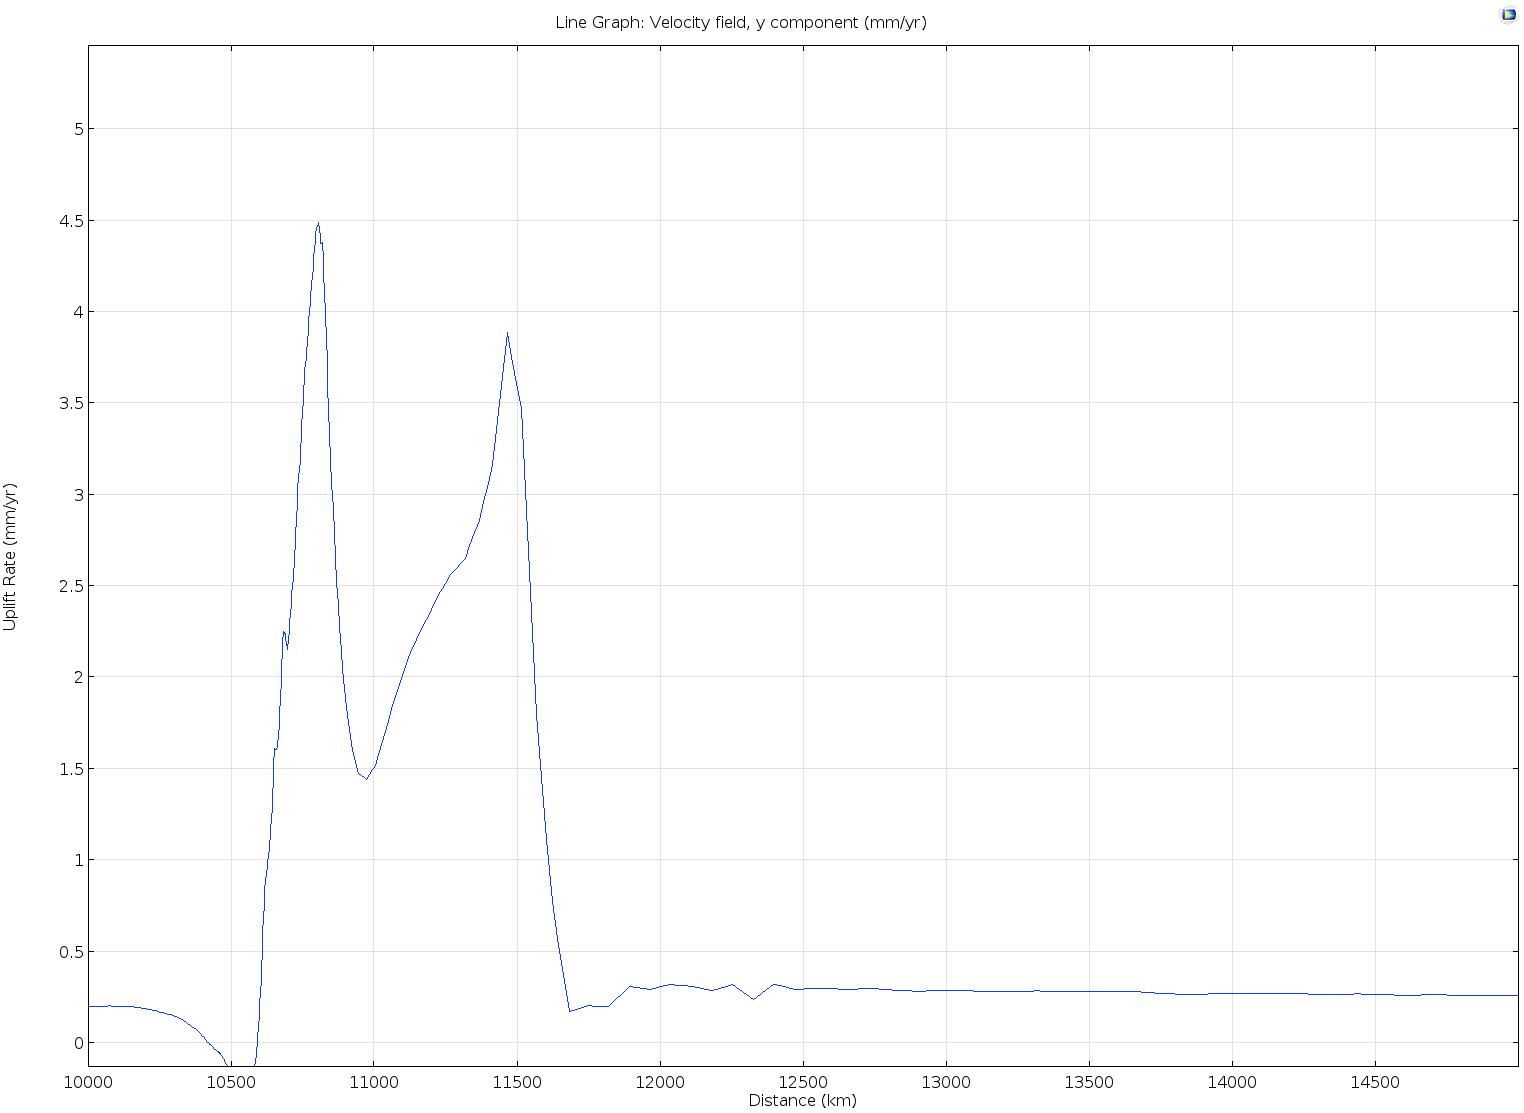 Line Graph: Velocity field, y component (mm/yr)
Uplift Rate (mm/yr)
5
4.5
4
3.5
3
2.5
2
1.5
1
0.5
0
10000 10500 11000 11500 12000 12500 13000 13500 14000 14500
Distance (km)